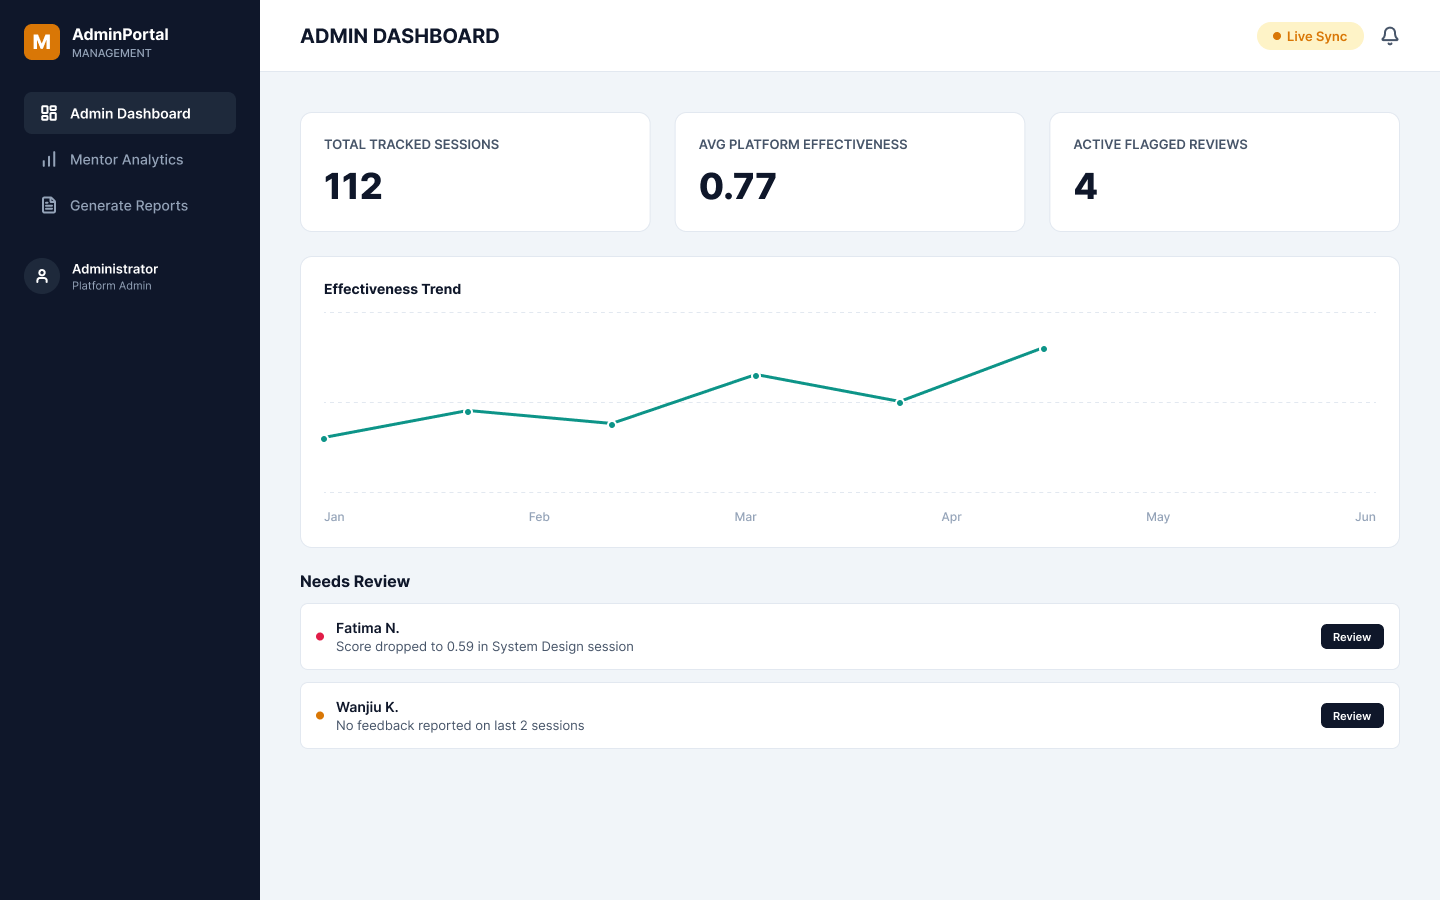 M
AdminPortal
MANAGEMENT
Admin Dashboard
Mentor Analytics
Generate Reports
Administrator
Platform Admin
ADMIN DASHBOARD
Live Sync
TOTAL TRACKED SESSIONS
112
AVG PLATFORM EFFECTIVENESS
0.77
ACTIVE FLAGGED REVIEWS
4
Effectiveness Trend
Jan Feb Mar Apr May Jun
Needs Review
Fatima N.
Score dropped to 0.59 in System Design session
Review
Wanjiu K.
No feedback reported on last 2 sessions
Review